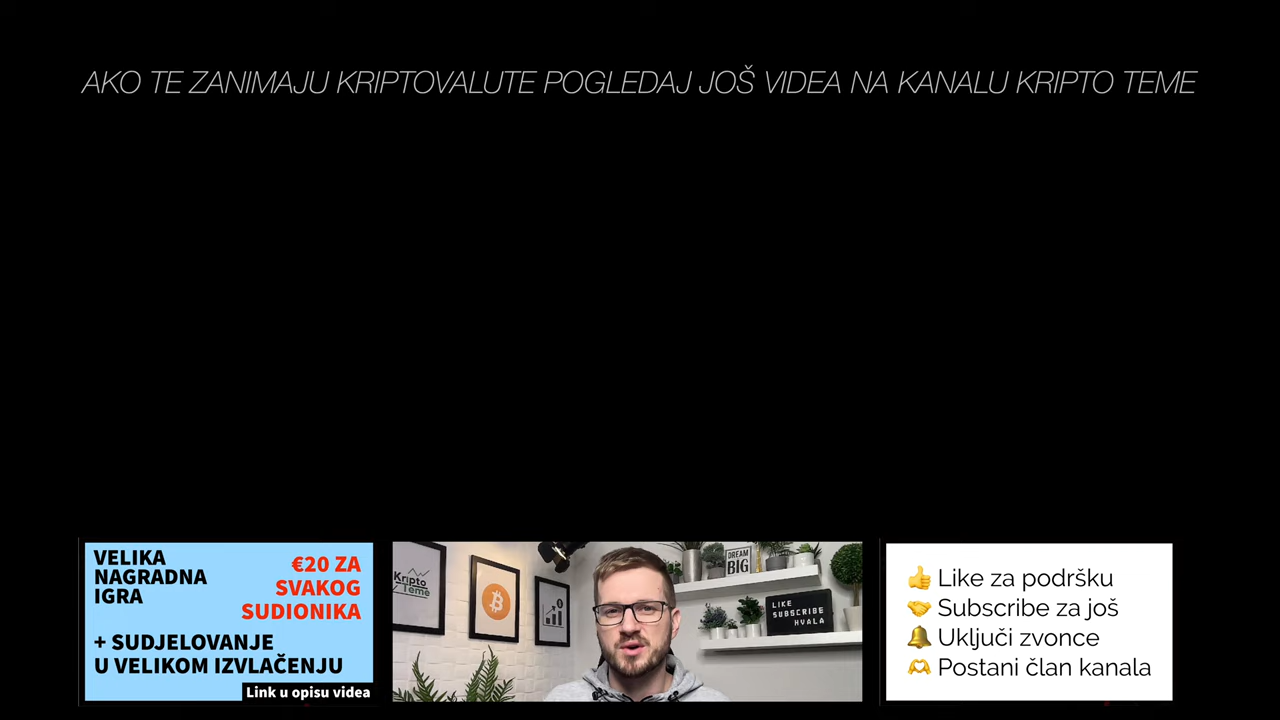 AKO TE ZANIMAJU KRIPTOVALUTE POGLEDAJ JOŠ VIDEA NA KANALU KRIPTO TEME
VELIKA
NAGRADNA
IGRA
€20 ZA
SVAKOG
SUDIONIKA
+ SUDJELOVANJE
U VELIKOM IZVLAČENJU
Link u opisu videa
Kripto
Teme
DREAM
BIG
LIKE
SUBSCRIBE
HVALA
👍 Like za podršku
🤝 Subscribe za još
🔔 Uključi zvonce
🫶 Postani član kanala